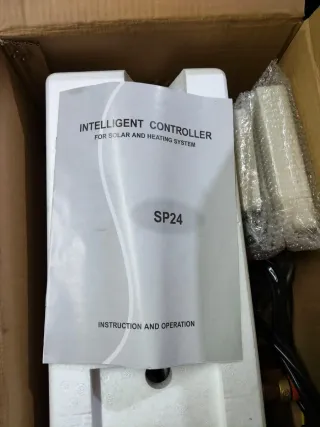 INTELLIGENT CONTROLLER
FOR SOLAR AND HEATING SYSTEM
SP24
INSTRUCTION AND OPERATION